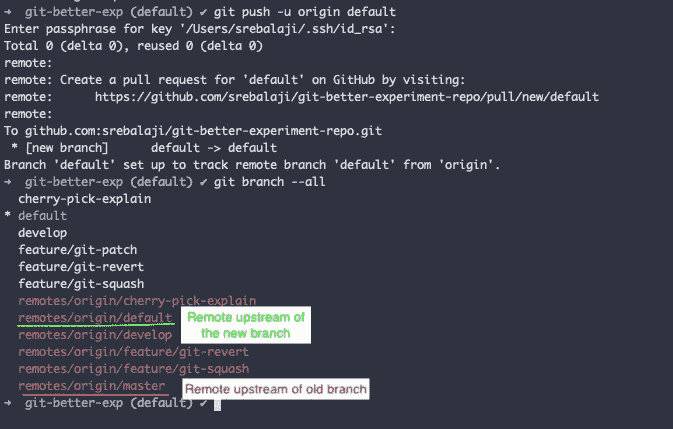 ➜ git-better-exp (default) ✔ git push -u origin default
Enter passphrase for key '/Users/srebalaji/.ssh/id_rsa':
Total 0 (delta 0), reused 0 (delta 0)
remote:
remote: Create a pull request for 'default' on GitHub by visiting:
remote:      https://github.com/srebalaji/git-better-experiment-repo/pull/new/default
remote:
To github.com:srebalaji/git-better-experiment-repo.git
 * [new branch]      default -> default
Branch 'default' set up to track remote branch 'default' from 'origin'.
➜ git-better-exp (default) ✔ git branch --all
  cherry-pick-explain
* default
  develop
  feature/git-patch
  feature/git-revert
  feature/git-squash
  remotes/origin/cherry-pick-explain
  remotes/origin/default
Remote upstream of
the new branch
  remotes/origin/develop
  remotes/origin/feature/git-revert
  remotes/origin/feature/git-squash
  remotes/origin/master
Remote upstream of old branch
➜ git-better-exp (default) ✔